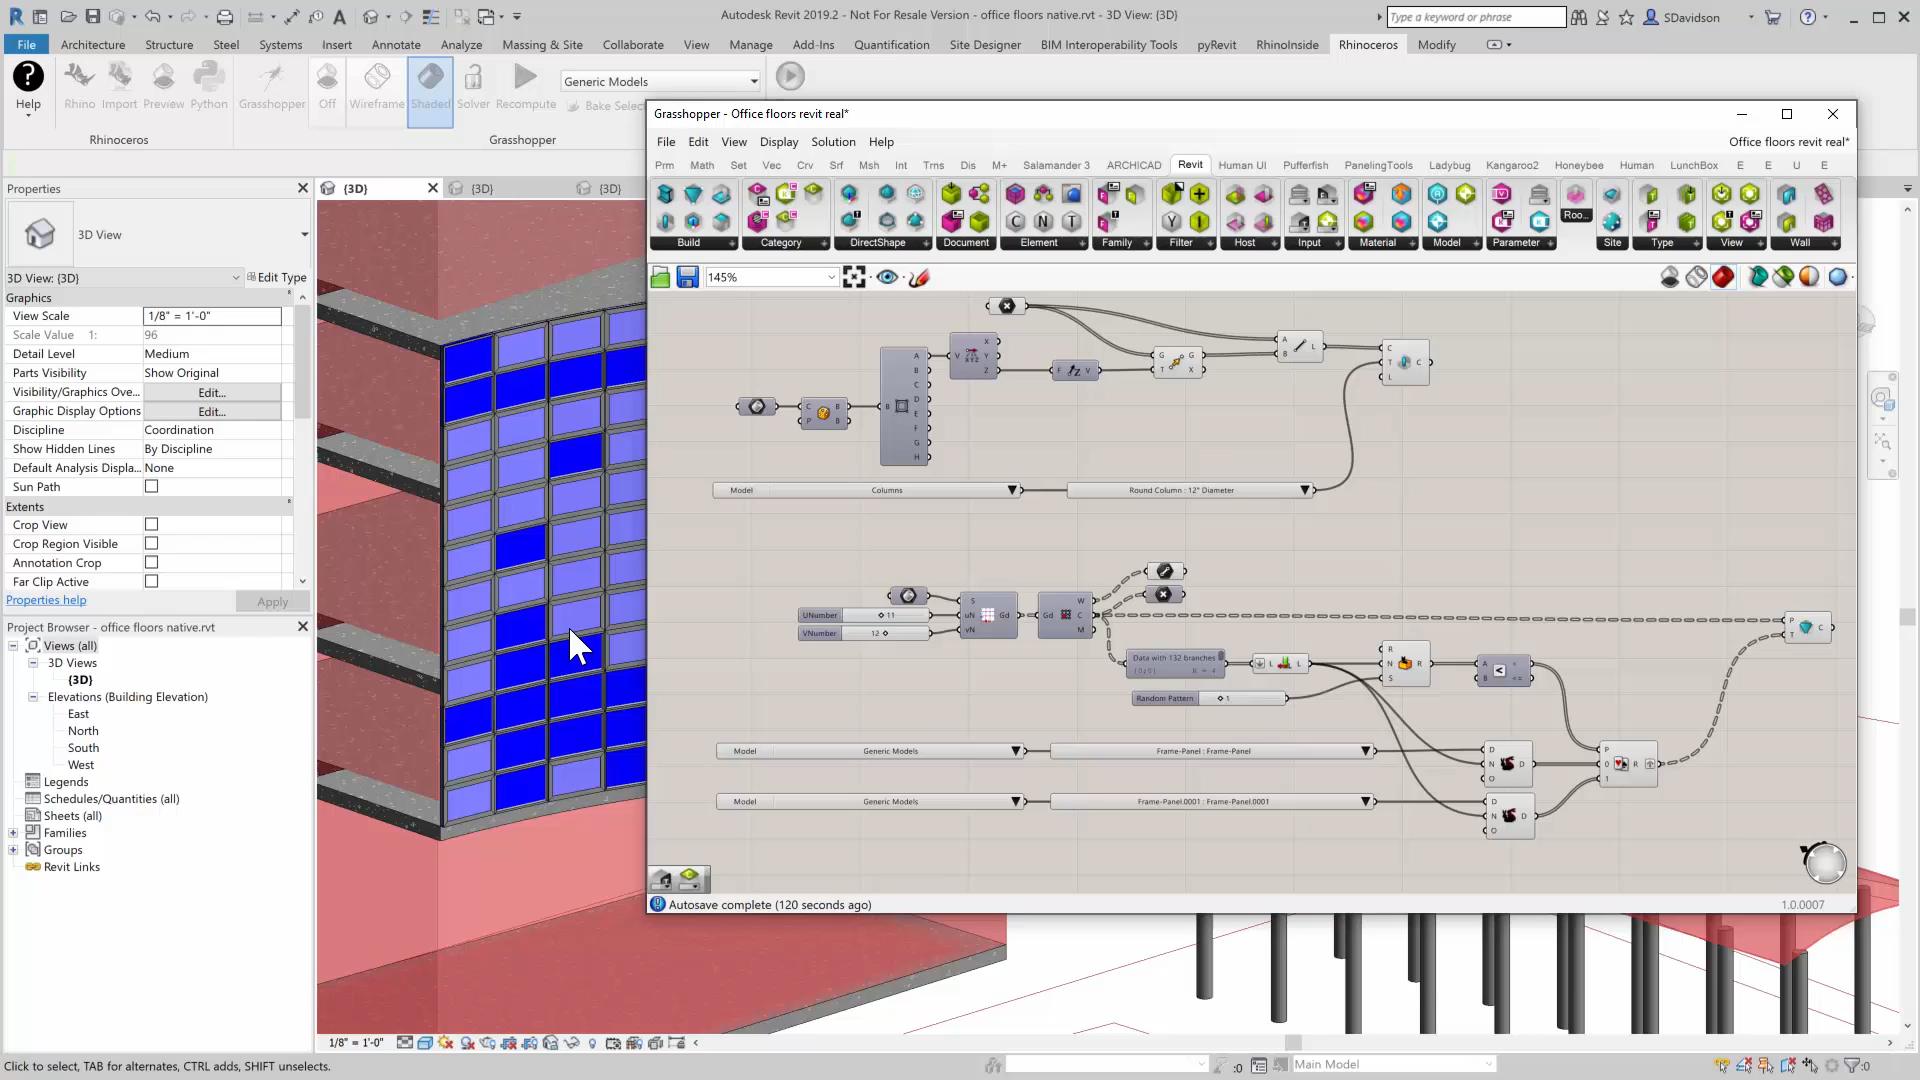 Autodesk Revit 2019.2 - Not For Resale Version - office floors native.rvt - 3D View: {3D}
Type a keyword or phrase
SDavidson
File Architecture Structure Steel Systems Insert Annotate Analyze Massing & Site Collaborate View Manage Add-Ins Quantification Site Designer BIM Interoperability Tools pyRevit RhinoInside Rhinoceros Modify
Help
Rhino Import Preview Python Grasshopper Off Wireframe Shaded Solver Recompute
Generic Models
Bake Selec
Rhinoceros
Grasshopper
Properties
3D View
3D View: {3D}
Edit Type
Graphics
View Scale 1/8" = 1'-0"
Scale Value 1: 96
Detail Level Medium
Parts Visibility Show Original
Visibility/Graphics Ove... Edit...
Graphic Display Options Edit...
Discipline Coordination
Show Hidden Lines By Discipline
Default Analysis Displa... None
Sun Path
Extents
Crop View
Crop Region Visible
Annotation Crop
Far Clip Active
Properties help
Apply
Project Browser - office floors native.rvt
Views (all)
3D Views
{3D}
Elevations (Building Elevation)
East
North
South
West
Legends
Schedules/Quantities (all)
Sheets (all)
Families
Groups
Revit Links
{3D} {3D} {3D}
Grasshopper - Office floors revit real*
File Edit View Display Solution Help
Office floors revit real*
Prm Math Set Vec Crv Srf Msh Int Trns Dis M+ Salamander 3 ARCHICAD Revit Human UI Pufferfish PanelingTools Ladybug Kangaroo2 Honeybee Human LunchBox E E U E
Roo...
Build Category DirectShape Document Element Family Filter Host Input Material Model Parameter Site Type View Wall
145%
A B C D E F G H
Model Columns
Round Column : 12" Diameter
UNumber 11
VNumber 12
Data with 132 branches
Random Pattern 1
Model Generic Models
Frame-Panel : Frame-Panel
Model Generic Models
Frame-Panel.0001 : Frame-Panel.0001
Autosave complete (120 seconds ago)
1.0.0007
1/8" = 1'-0"
Click to select, TAB for alternates, CTRL adds, SHIFT unselects.
:0
Main Model
:0